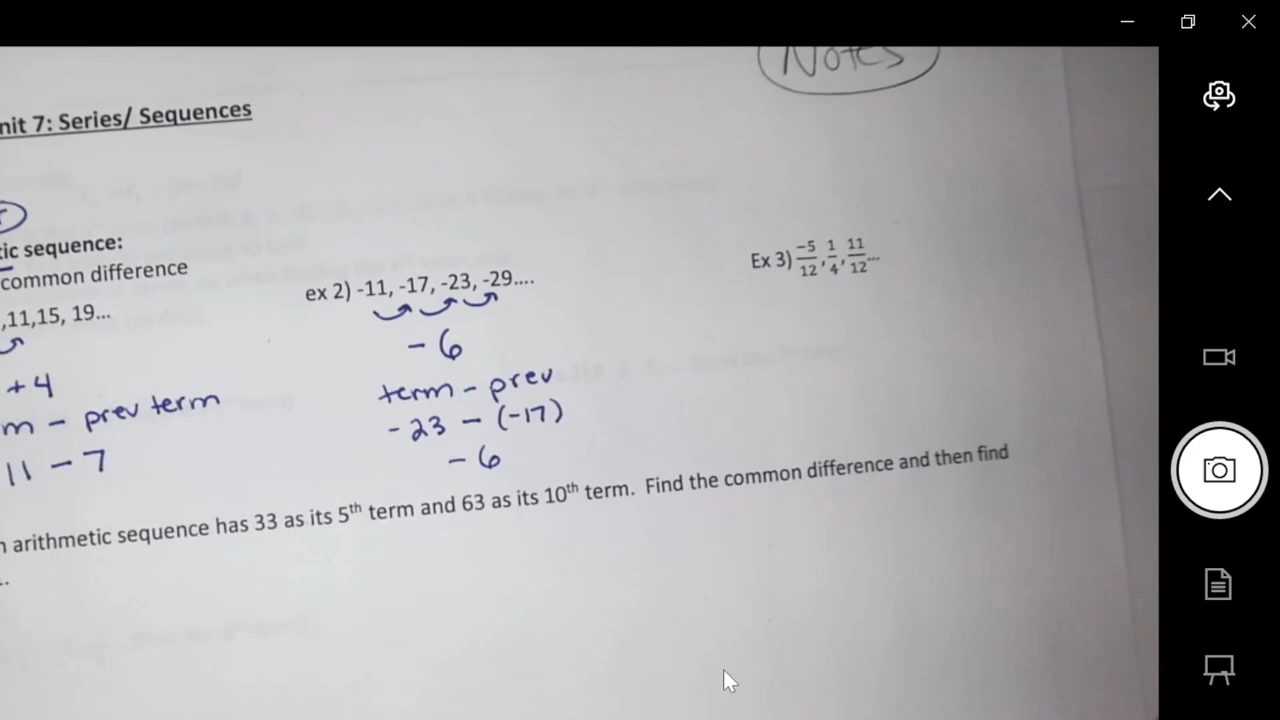 Notes
nit 7: Series/ Sequences
tic sequence:
common difference
,11,15, 19...
+4
m - prev term
11 - 7
ex 2) -11, -17, -23, -29....
- 6
term - prev
- 23 - (-17)
- 6
Ex 3) -5/12, 1/4, 11/12...
arithmetic sequence has 33 as its 5th term and 63 as its 10th term. Find the common difference and then find